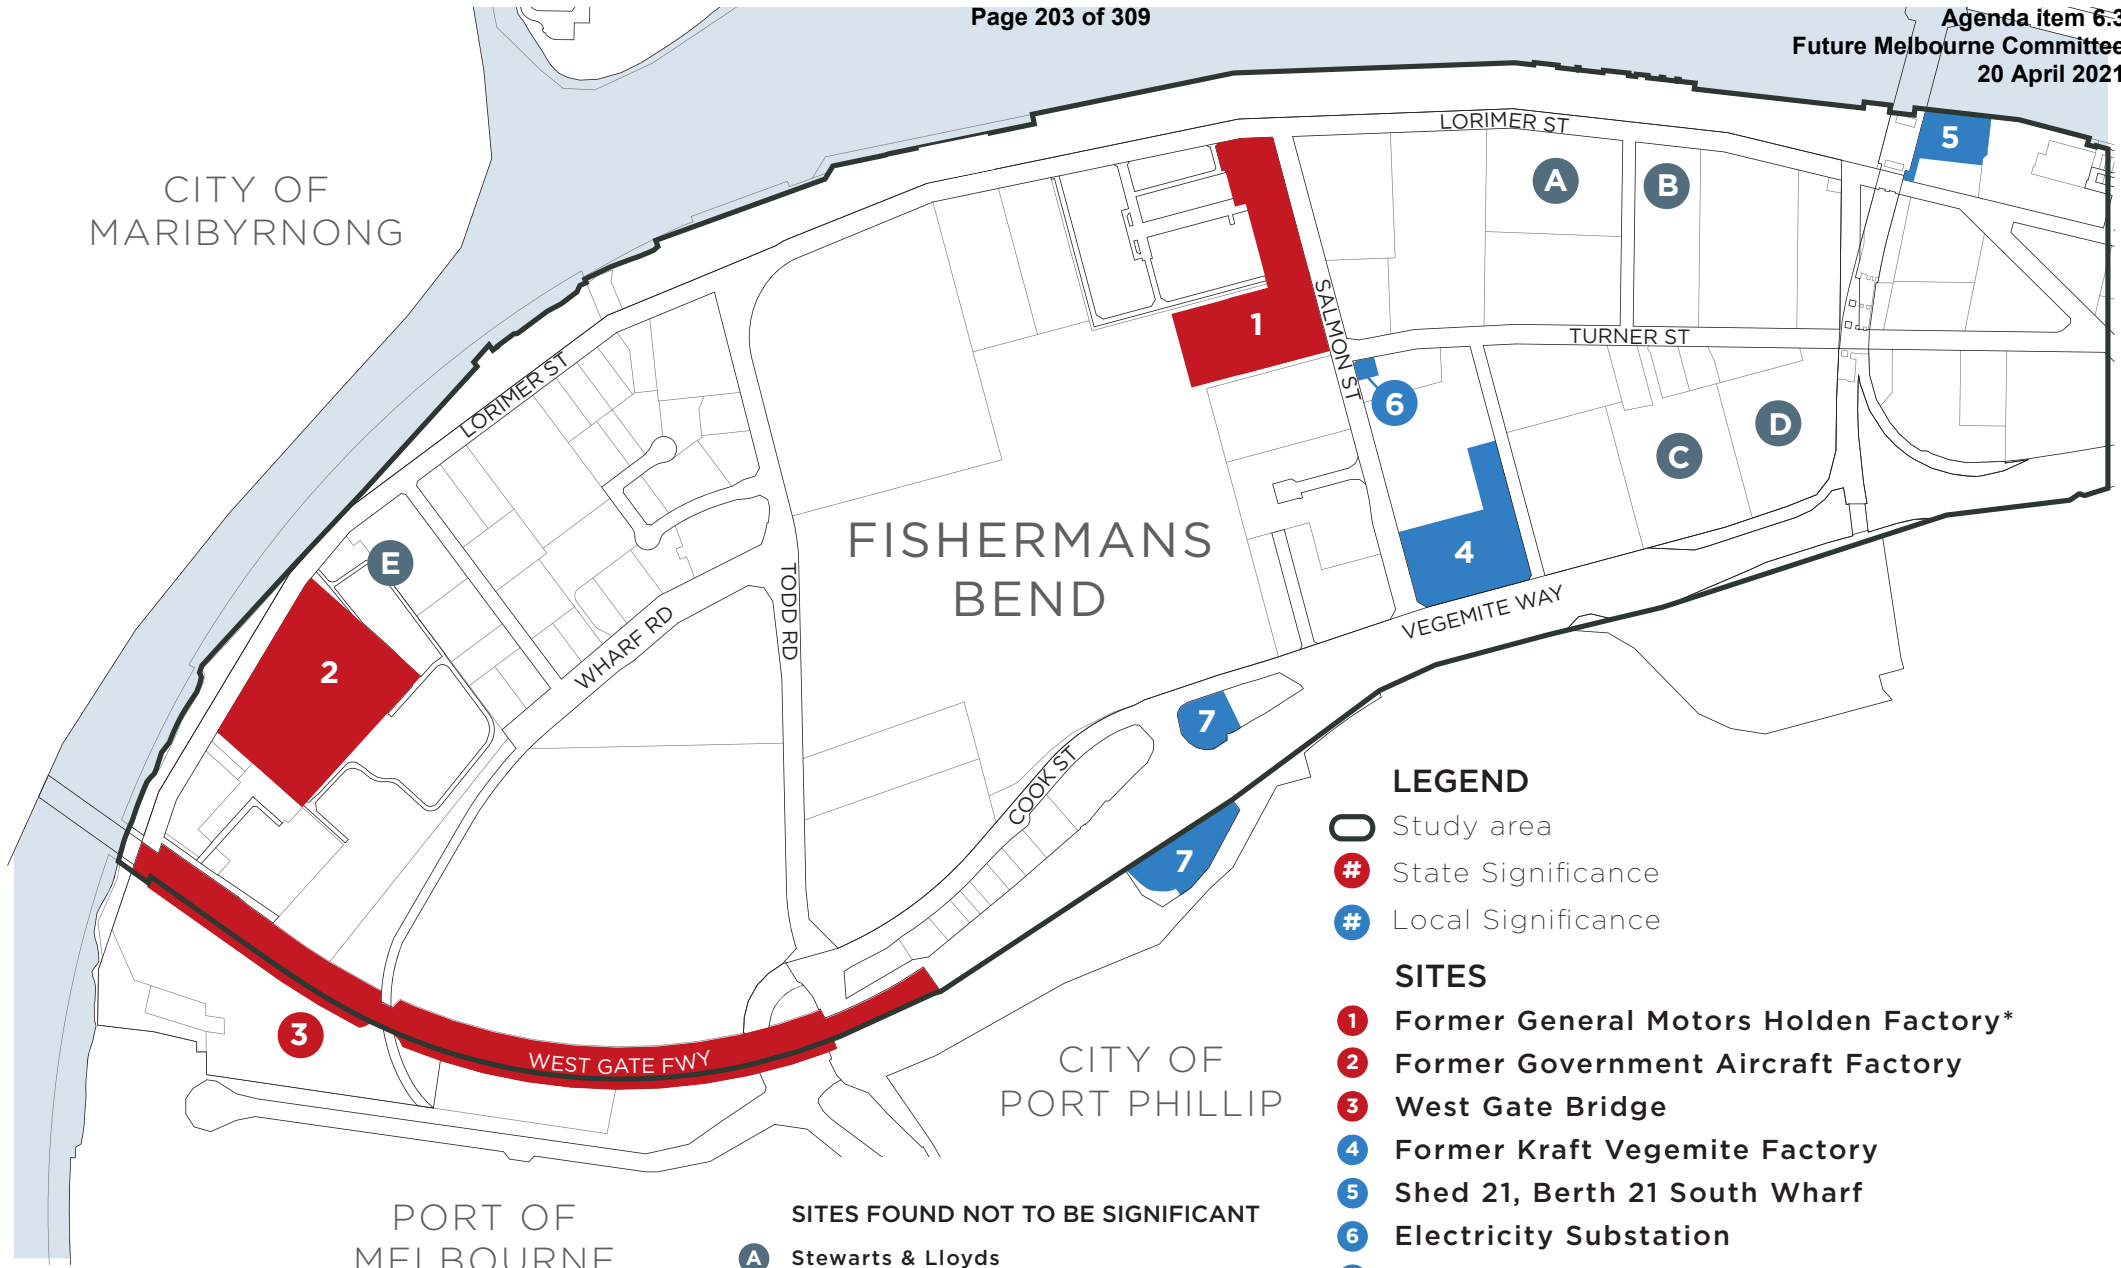 Page 203 of 309
Agenda item 6.3
Future Melbourne Committee
20 April 2021
CITY OF
MARIBYRNONG
LORIMER ST
5
A
B
1
SALMON ST
TURNER ST
6
LORIMER ST
D
C
FISHERMANS
BEND
4
E
TODD RD
VEGEMITE WAY
WHARF RD
2
7
COOK ST
7
3
WEST GATE FWY
CITY OF
PORT PHILLIP
PORT OF
MELBOURNE
LEGEND
Study area
# State Significance
# Local Significance
SITES
1 Former General Motors Holden Factory*
2 Former Government Aircraft Factory
3 West Gate Bridge
4 Former Kraft Vegemite Factory
5 Shed 21, Berth 21 South Wharf
6 Electricity Substation
SITES FOUND NOT TO BE SIGNIFICANT
A Stewarts & Lloyds